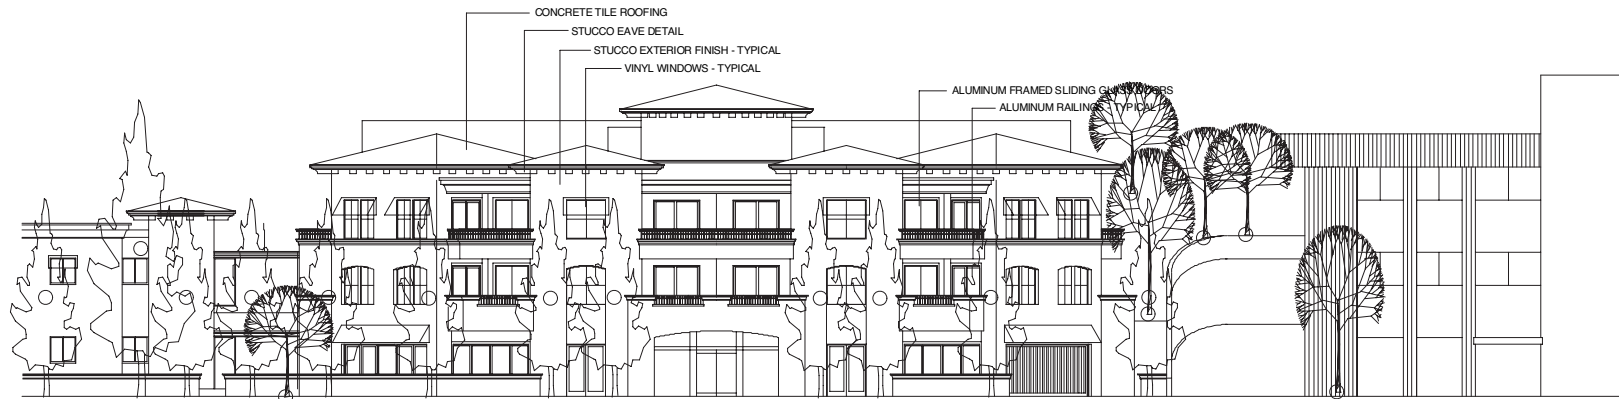 CONCRETE TILE ROOFING
STUCCO EAVE DETAIL
STUCCO EXTERIOR FINISH - TYPICAL
VINYL WINDOWS - TYPICAL
ALUMINUM FRAMED SLIDING GLASS DOORS
ALUMINUM RAILINGS - TYPICAL